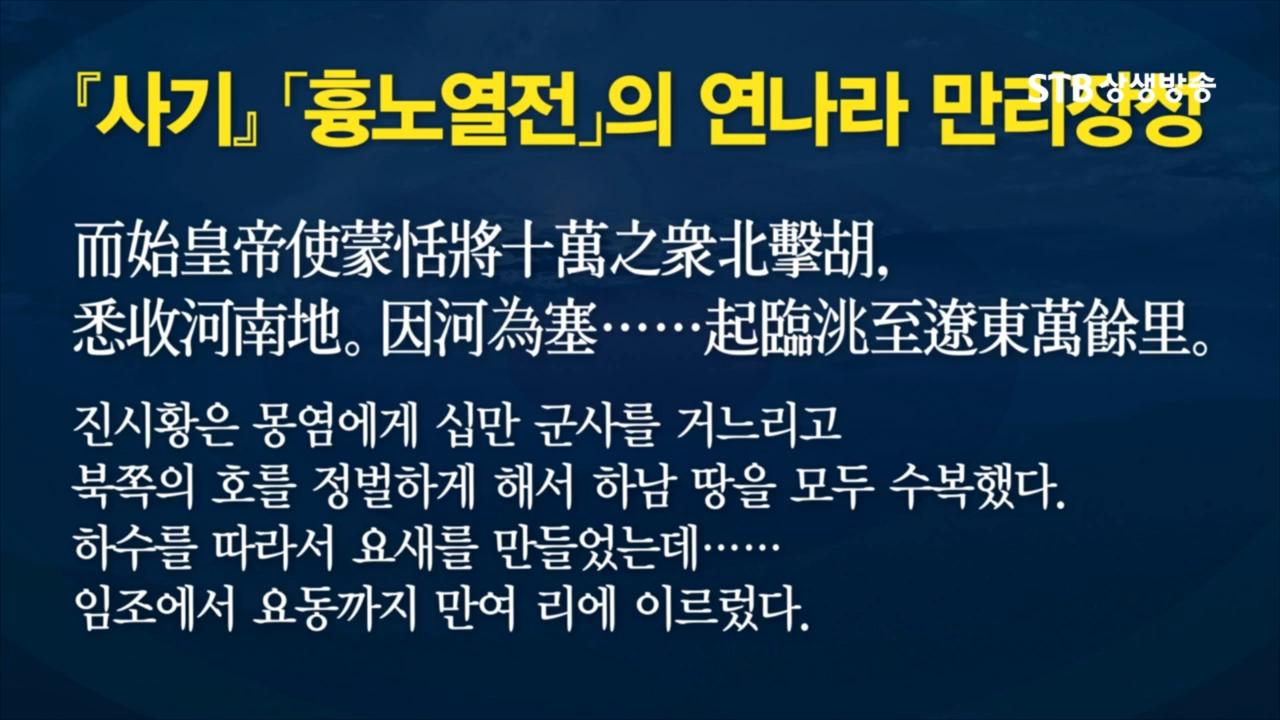 『사기』 「흉노열전」의 연나라 만리장성
STB 상생방송
而始皇帝使蒙恬將十萬之衆北擊胡,
悉收河南地。因河為塞……起臨洮至遼東萬餘里。
진시황은 몽염에게 십만 군사를 거느리고
북쪽의 호를 정벌하게 해서 하남 땅을 모두 수복했다.
하수를 따라서 요새를 만들었는데……
임조에서 요동까지 만여 리에 이르렀다.